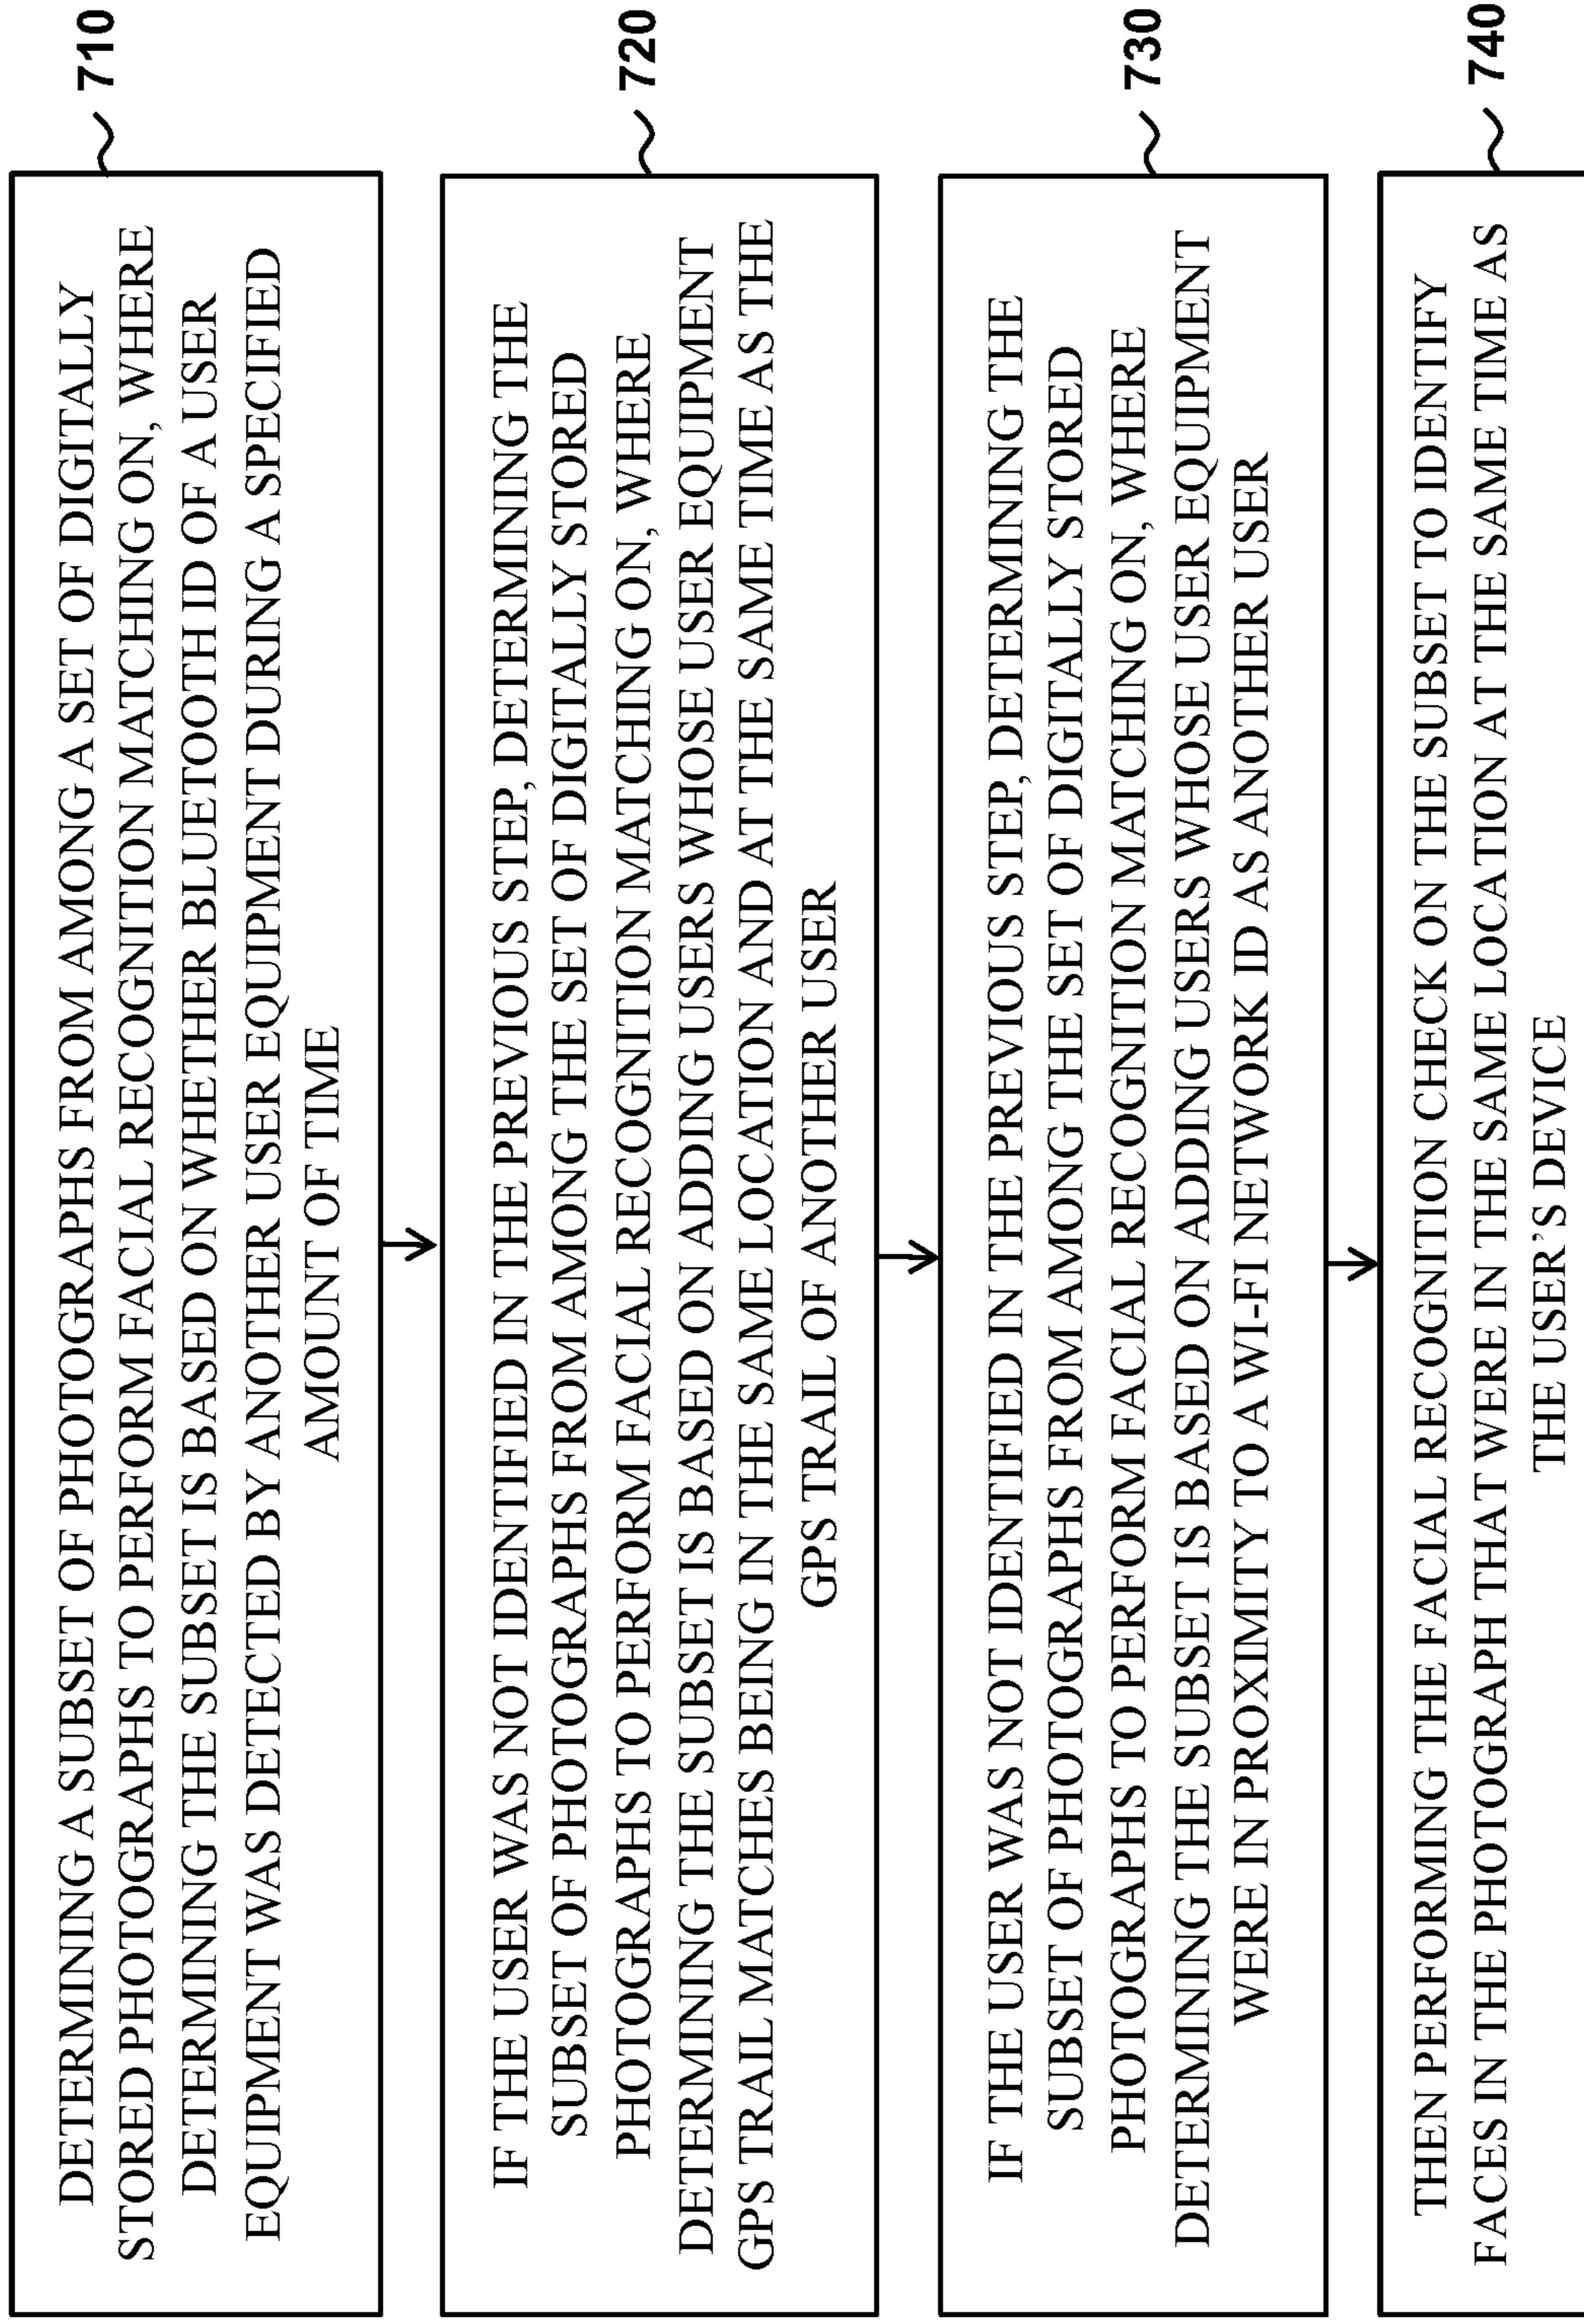 DETERMINING A SUBSET OF PHOTOGRAPHS FROM AMONG A SET OF DIGITALLY
STORED PHOTOGRAPHS TO PERFORM FACIAL RECOGNITION MATCHING ON, WHERE
DETERMINING THE SUBSET IS BASED ON WHETHER BLUETOOTH ID OF A USER
EQUIPMENT WAS DETECTED BY ANOTHER USER EQUIPMENT DURING A SPECIFIED
AMOUNT OF TIME
710
IF THE USER WAS NOT IDENTIFIED IN THE PREVIOUS STEP, DETERMINING THE
SUBSET OF PHOTOGRAPHS FROM AMONG THE SET OF DIGITALLY STORED
PHOTOGRAPHS TO PERFORM FACIAL RECOGNITION MATCHING ON, WHERE
DETERMINING THE SUBSET IS BASED ON ADDING USERS WHOSE USER EQUIPMENT
GPS TRAIL MATCHES BEING IN THE SAME LOCATION AND AT THE SAME TIME AS THE
GPS TRAIL OF ANOTHER USER
720
IF THE USER WAS NOT IDENTIFIED IN THE PREVIOUS STEP, DETERMINING THE
SUBSET OF PHOTOGRAPHS FROM AMONG THE SET OF DIGITALLY STORED
PHOTOGRAPHS TO PERFORM FACIAL RECOGNITION MATCHING ON, WHERE
DETERMINING THE SUBSET IS BASED ON ADDING USERS WHOSE USER EQUIPMENT
WERE IN PROXIMITY TO A WI-FI NETWORK ID AS ANOTHER USER
730
THEN PERFORMING THE FACIAL RECOGNITION CHECK ON THE SUBSET TO IDENTIFY
FACES IN THE PHOTOGRAPH THAT WERE IN THE SAME LOCATION AT THE SAME TIME AS
THE USER'S DEVICE
740